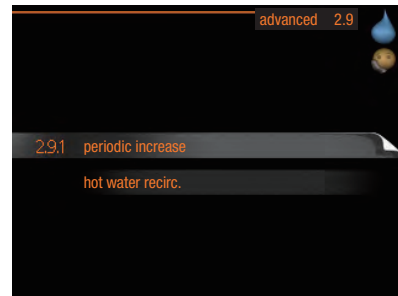 advanced 2.9
2.9.1 periodic increase
hot water recirc.